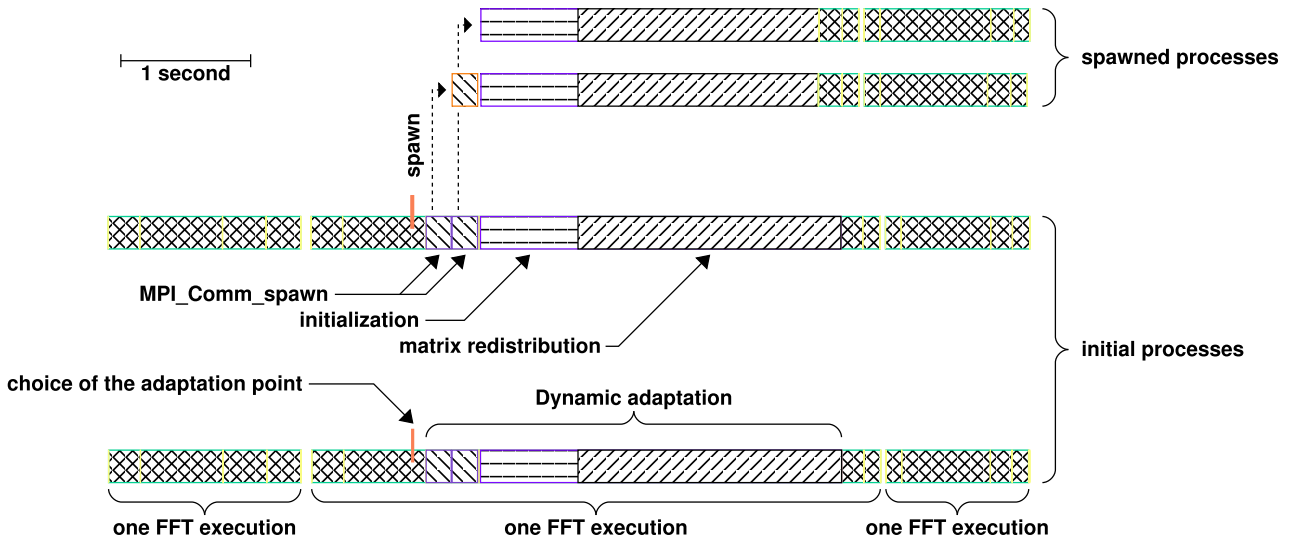 spawned processes
1 second
spawn
MPI_Comm_spawn
initialization
matrix redistribution
initial processes
choice of the adaptation point
Dynamic adaptation
one FFT execution
one FFT execution
one FFT execution